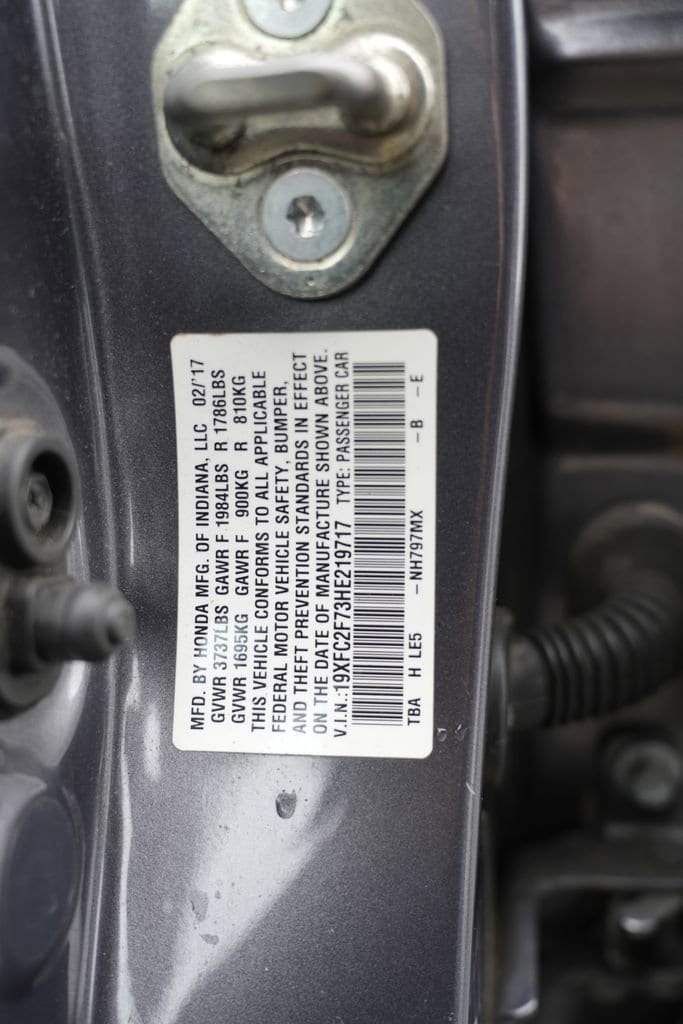 MFD. BY HONDA MFG. OF INDIANA, LLC 02/'17
GVWR 3737LBS GAWR F 1984LBS R 1786LBS
GVWR 1695KG GAWR F 900KG R 810KG
THIS VEHICLE CONFORMS TO ALL APPLICABLE
FEDERAL MOTOR VEHICLE SAFETY, BUMPER,
AND THEFT PREVENTION STANDARDS IN EFFECT
ON THE DATE OF MANUFACTURE SHOWN ABOVE.
V.I.N.:19XFC2F73HE219717 TYPE: PASSENGER CAR
TBA H LE5 -NH797MX -B -E